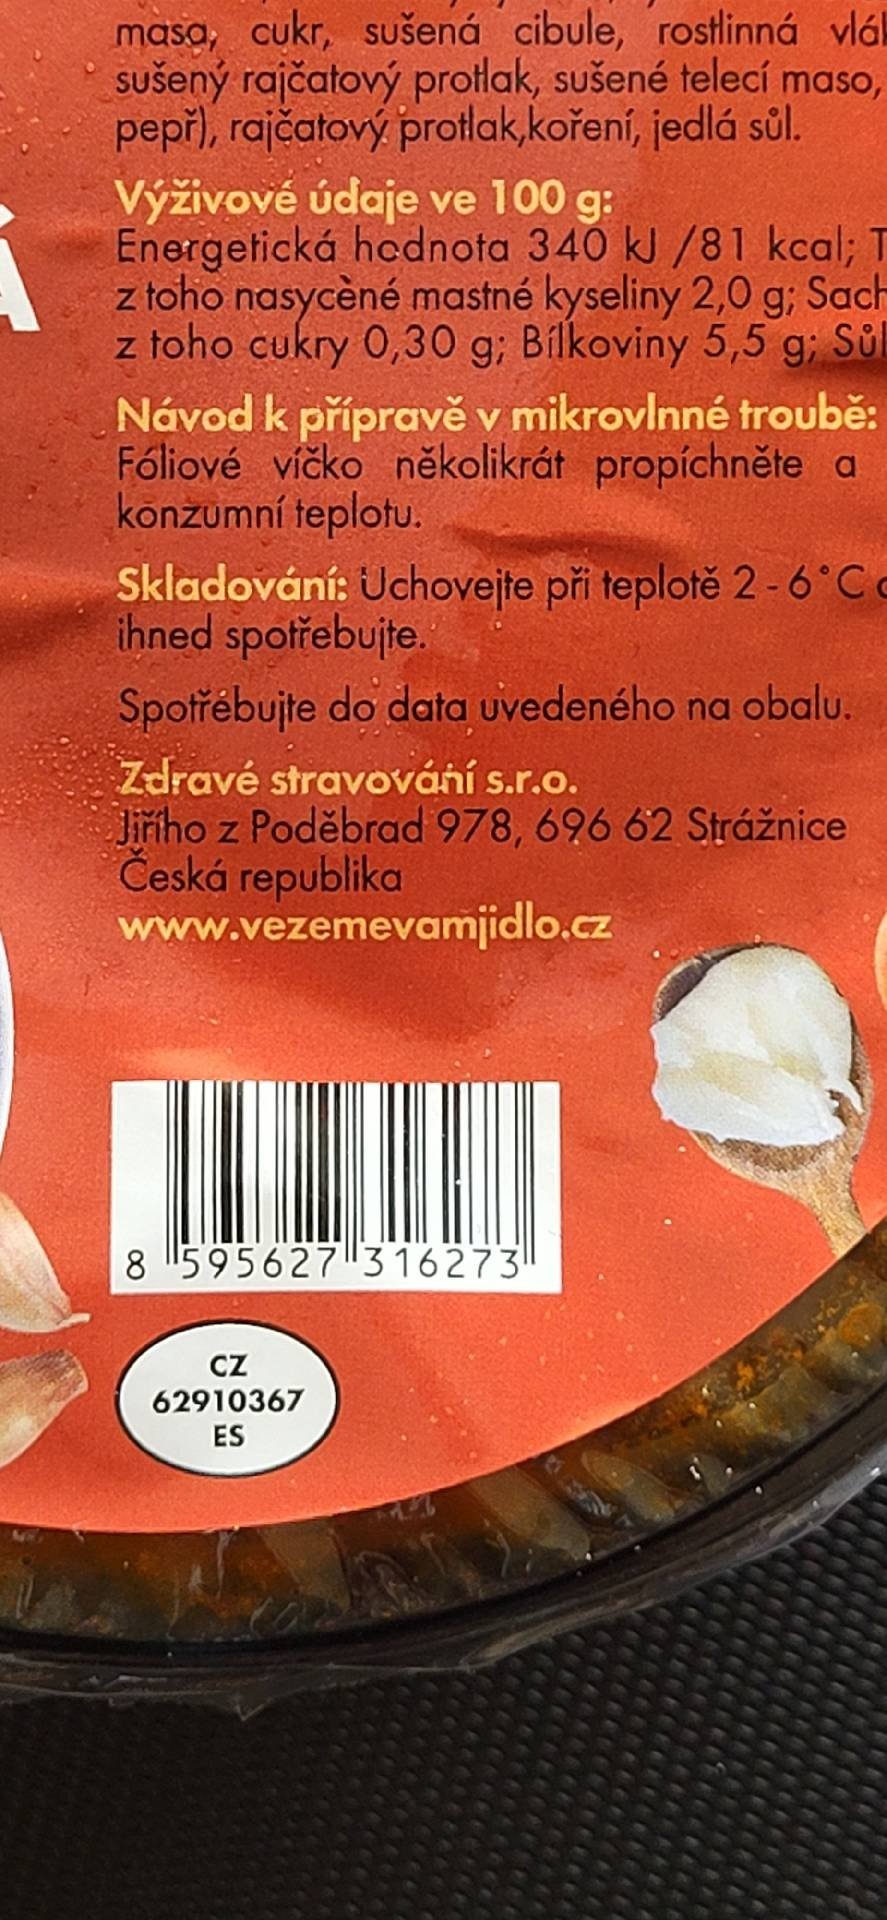 masa, cukr, sušená cibule, rostlinná
sušený rajčatový protlak, sušené telecí maso,
pepř), rajčatový protlak,koření, jedlá sůl.
Výživové údaje ve 100 g:
Energetická hodnota 340 kJ /81 kcal;
z toho nasycené mastné kyseliny 2,0 g;
z toho cukry 0,30 g; Bílkoviny 5,5 g; Sůl
Návod k přípravě v mikrovlnné troubě:
Fóliové víčko několikrát propíchněte a
konzumní teplotu.
Skladování: Uchovejte při teplotě 2 - 6°C
ihned spotřebujte.
Spotřebujte do data uvedeného na obalu.
Zdravé stravování s.r.o.
Jiřího z Poděbrad 978, 696 62 Strážnice
Česká republika
www.vezemevamjidlo.cz
8 595627 316273
CZ
62910367
ES